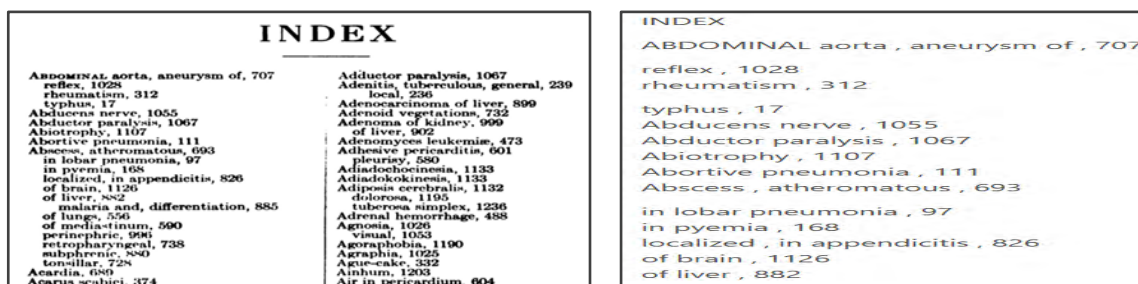 INDEX
ABDOMINAL aorta, aneurysm of, 707
reflex, 1028
rheumatism, 312
typhus, 17
Abducens nerve, 1055
Abductor paralysis, 1067
Abiotrophy, 1107
Abortive pneumonia, 111
Abscess, atheromatous, 693
in lobar pneumonia, 97
in pyemia, 168
localized, in appendicitis, 826
of brain, 1126
of liver, 882
malaria and, differentiation, 885
of lungs, 556
of mediastinum, 590
perinephric, 996
retropharyngeal, 738
subphrenic, 880
tonsillar, 728
Acardia, 689
Acarus scabiei, 374
Adductor paralysis, 1067
Adenitis, tuberculous, general, 239
local, 236
Adenocarcinoma of liver, 899
Adenoid vegetations, 732
Adenoma of kidney, 999
of liver, 902
Adenomyces leukemiæ, 473
Adhesive pericarditis, 601
pleurisy, 580
Adiadochocinesia, 1133
Adiadokokinesia, 1133
Adiposis cerebralis, 1132
dolorosa, 1195
tuberosa simplex, 1236
Adrenal hemorrhage, 488
Agnosia, 1026
visual, 1053
Agoraphobia, 1190
Agraphia, 1025
Ague-cake, 332
Ainhum, 1203
Air in pericardium, 604
INDEX
ABDOMINAL aorta , aneurysm of , 707
reflex , 1028
rheumatism , 312
typhus , 17
Abducens nerve , 1055
Abductor paralysis , 1067
Abiotrophy , 1107
Abortive pneumonia , 111
Abscess , atheromatous , 693
in lobar pneumonia , 97
in pyemia , 168
localized , in appendicitis , 826
of brain , 1126
of liver , 882